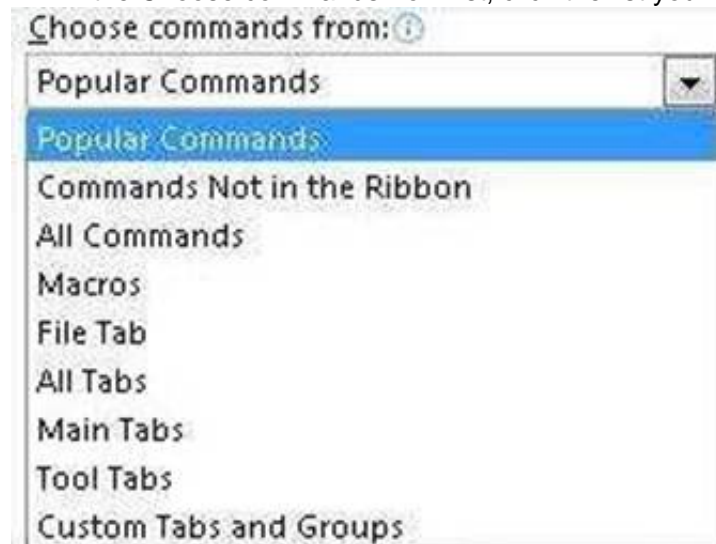 Choose commands from:
Popular Commands
Popular Commands
Commands Not in the Ribbon
All Commands
Macros
File Tab
All Tabs
Main Tabs
Tool Tabs
Custom Tabs and Groups